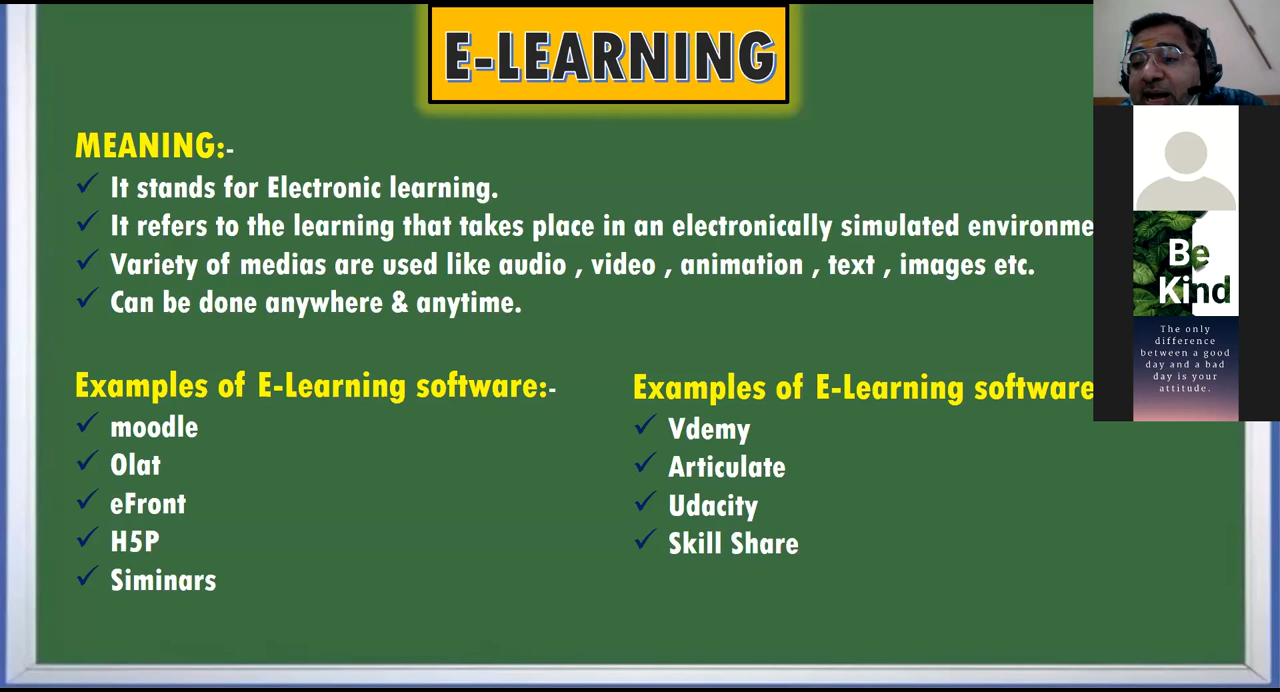 E-LEARNING
MEANING:-
✓ It stands for Electronic learning.
✓ It refers to the learning that takes place in an electronically simulated environme
✓ Variety of medias are used like audio , video , animation , text , images etc.
✓ Can be done anywhere & anytime.
Examples of E-Learning software:-
✓ moodle
✓ Olat
✓ eFront
✓ H5P
✓ Siminars
Examples of E-Learning software
✓ Vdemy
✓ Articulate
✓ Udacity
✓ Skill Share
Be
Kind
The only
difference
between a good
day and a bad
day is your
attitude.